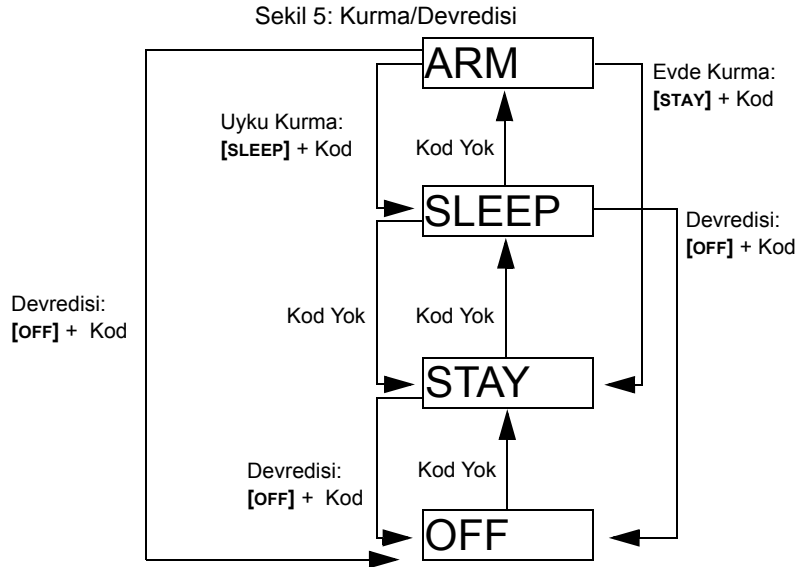 Sekil 5: Kurma/Devredisi
ARM
Evde Kurma:
[STAY] + Kod
Uyku Kurma:
[SLEEP] + Kod
Kod Yok
SLEEP
Devredisi:
[OFF] + Kod
Devredisi:
[OFF] + Kod
Kod Yok
Kod Yok
STAY
Devredisi:
[OFF] + Kod
Kod Yok
OFF